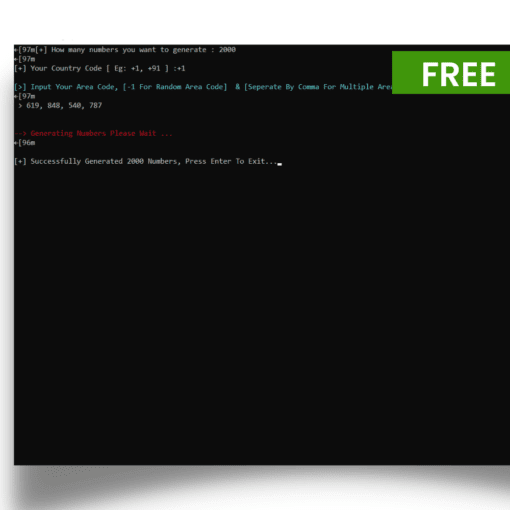 ←[97m[+] How many numbers you want to generate : 2000
←[97m
[+] Your Country Code [ Eg: +1, +91 ] :+1
FREE
[>] Input Your Area Code, [-1 For Random Area Code]  & [Seperate By Comma For Multiple Area
←[97m
> 619, 848, 540, 787
--> Generating Numbers Please Wait ...
←[96m
[+] Successfully Generated 2000 Numbers, Press Enter To Exit...